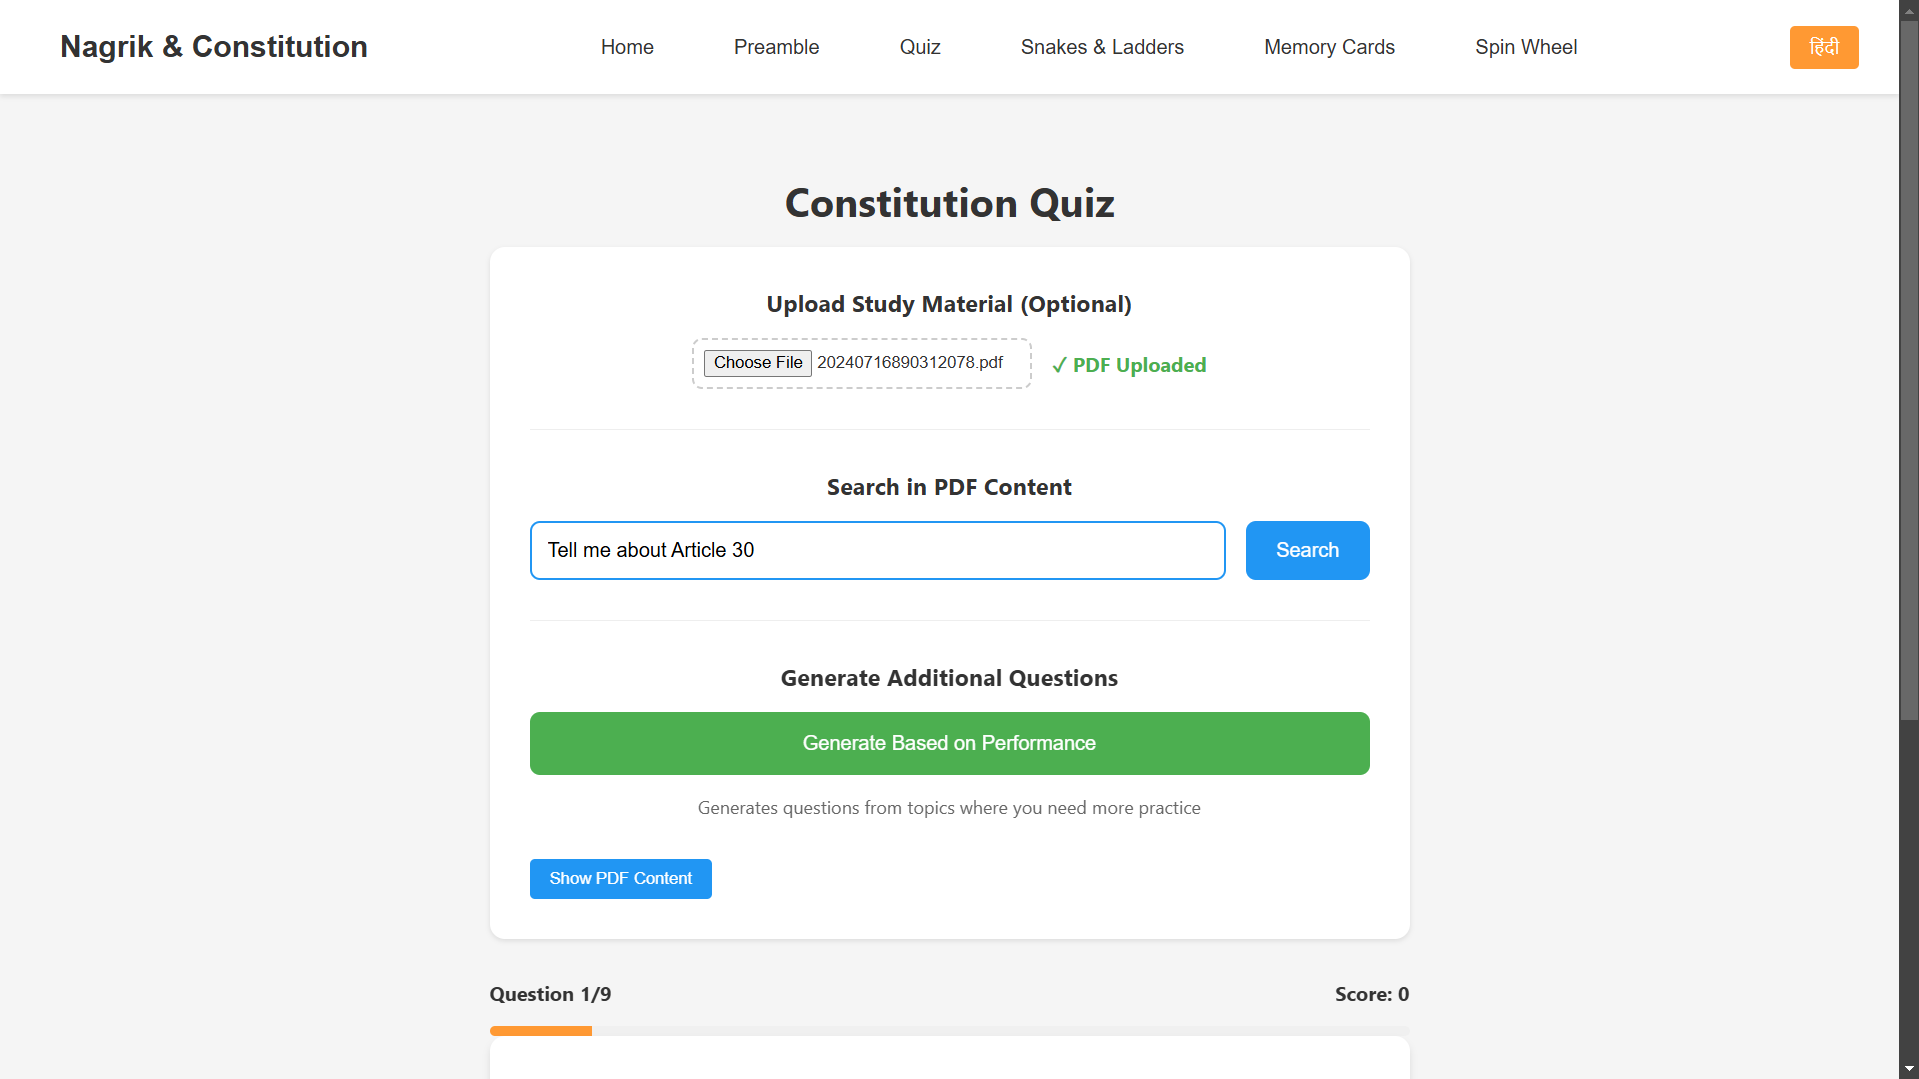 Nagrik & Constitution
Home
Preamble
Quiz
Snakes & Ladders
Memory Cards
Spin Wheel
हिंदी
Constitution Quiz
Upload Study Material (Optional)
Choose File 20240716890312078.pdf
✓ PDF Uploaded
Search in PDF Content
Tell me about Article 30
Search
Generate Additional Questions
Generate Based on Performance
Generates questions from topics where you need more practice
Show PDF Content
Question 1/9
Score: 0